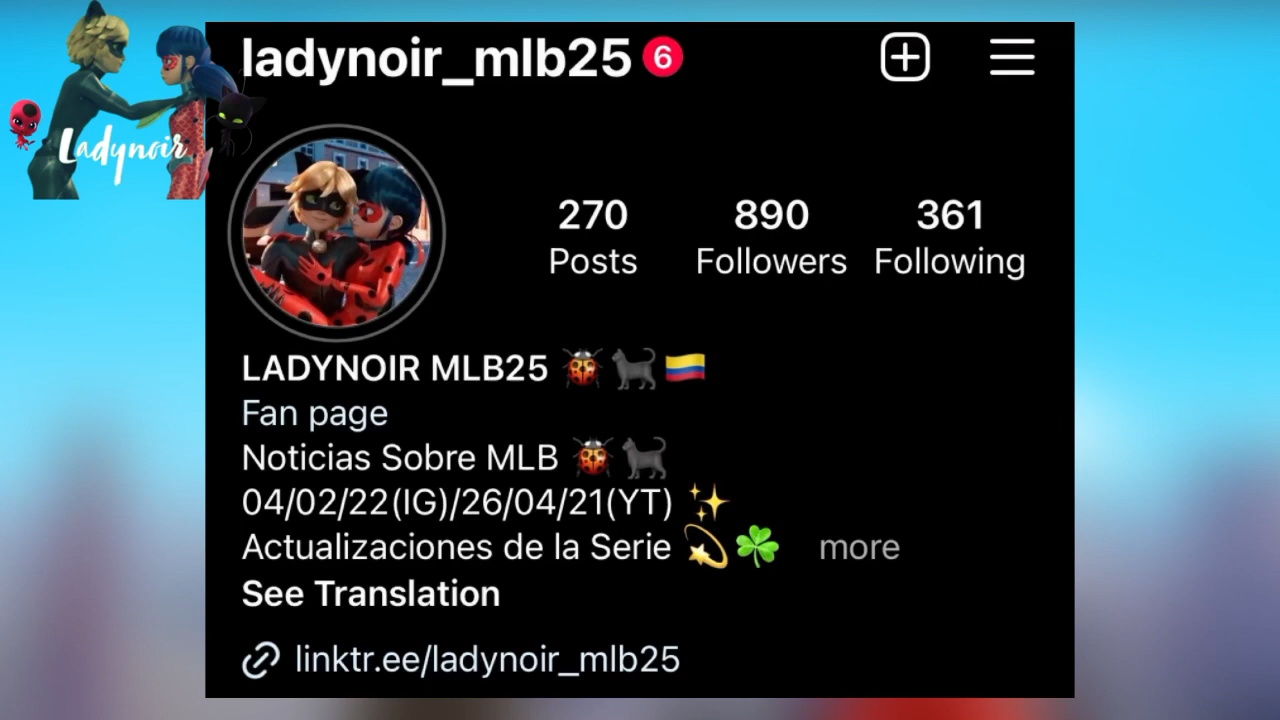 Ladynoir
ladynoir_mlb25 6
270 890 361
Posts Followers Following
LADYNOIR MLB25 🐞🐈‍⬛🇨🇴
Fan page
Noticias Sobre MLB 🐞🐈‍⬛
04/02/22(IG)/26/04/21(YT) ✨
Actualizaciones de la Serie 💫☘️ more
See Translation
linktr.ee/ladynoir_mlb25